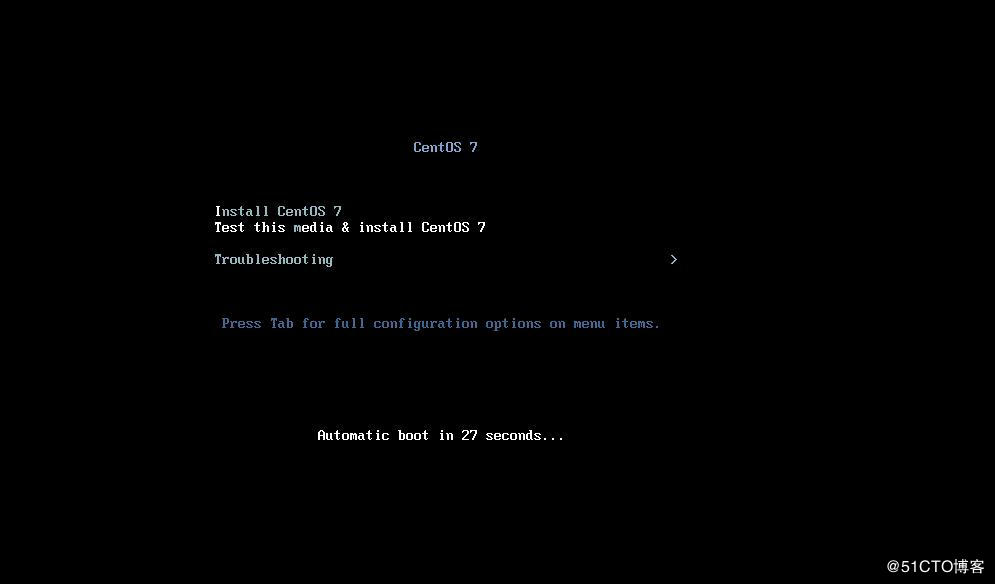 CentOS 7
Install CentOS 7
Test this media & install CentOS 7
Troubleshooting >
Press Tab for full configuration options on menu items.
Automatic boot in 27 seconds...
@51CTO博客